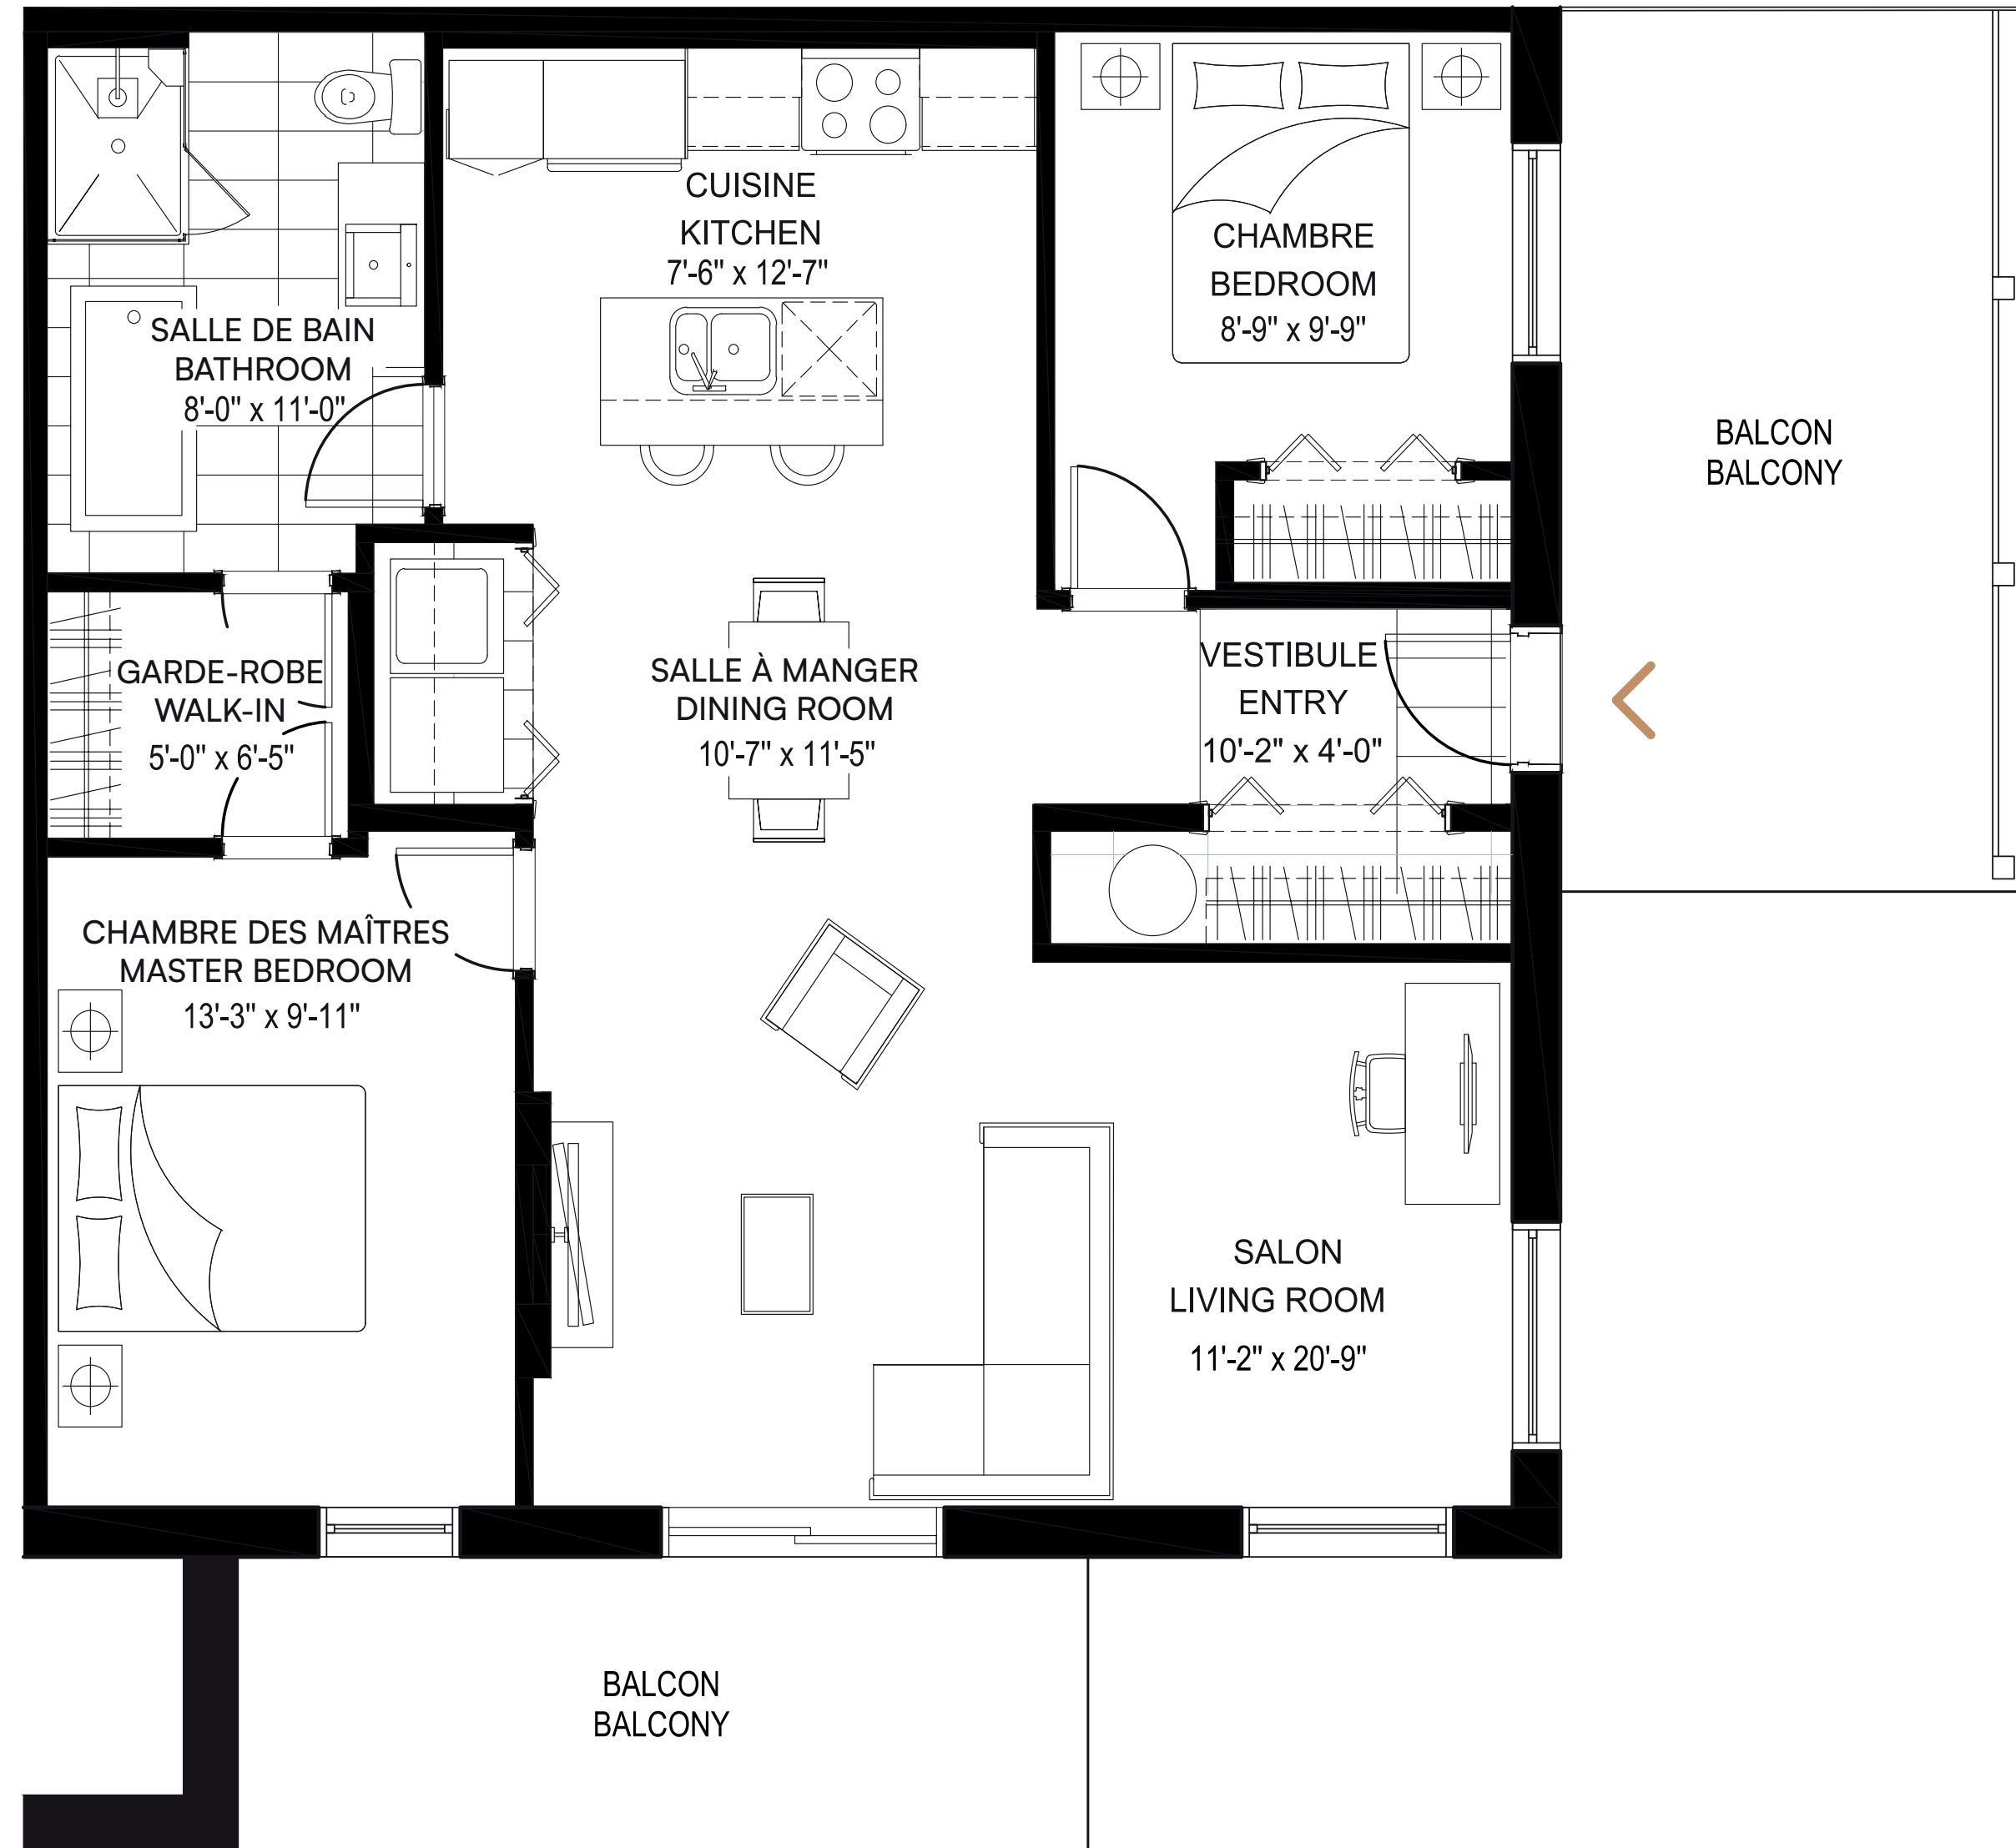 CUISINE
KITCHEN
7'-6" x 12'-7"
CHAMBRE
BEDROOM
8'-9" x 9'-9"
SALLE DE BAIN
BATHROOM
8'-0" x 11'-0"
BALCON
BALCONY
GARDE-ROBE
WALK-IN
5'-0" x 6'-5"
SALLE À MANGER
DINING ROOM
10'-7" x 11'-5"
VESTIBULE
ENTRY
10'-2" x 4'-0"
CHAMBRE DES MAÎTRES
MASTER BEDROOM
13'-3" x 9'-11"
SALON
LIVING ROOM
11'-2" x 20'-9"
BALCON
BALCONY